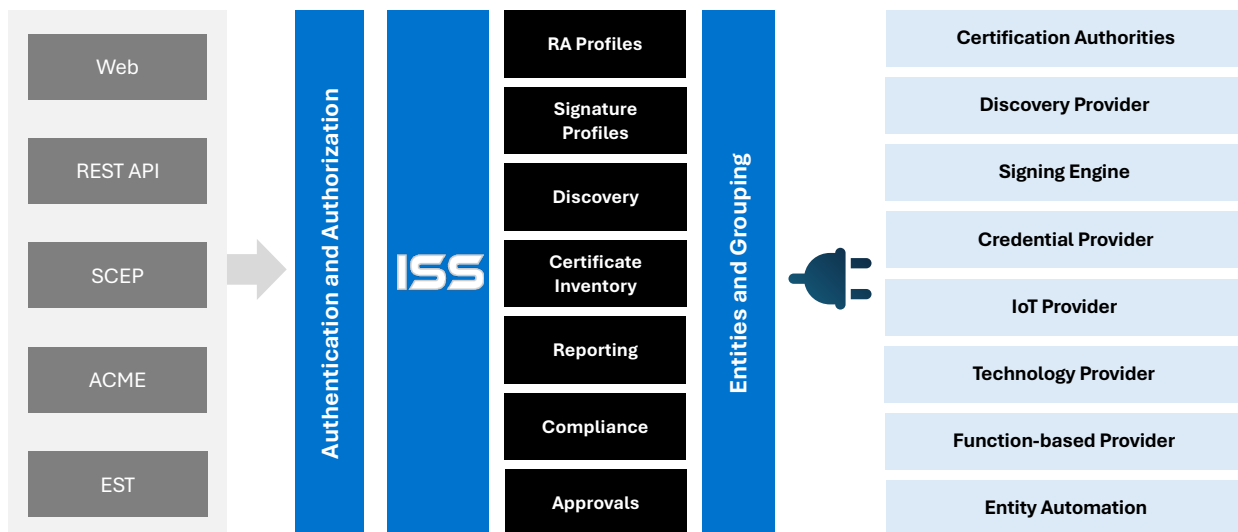 Web
REST API
SCEP
ACME
EST
Authentication and Authorization
ISS
RA Profiles
Signature
Profiles
Discovery
Certificate
Inventory
Reporting
Compliance
Approvals
Entities and Grouping
Certification Authorities
Discovery Provider
Signing Engine
Credential Provider
IoT Provider
Technology Provider
Function-based Provider
Entity Automation